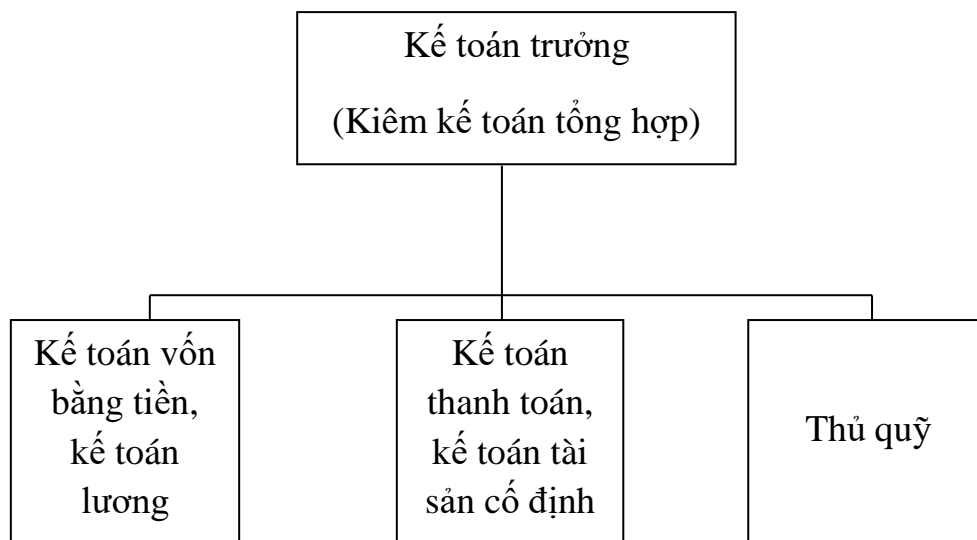 Kế toán trưởng
(Kiêm kế toán tổng hợp)
Kế toán vốn
bằng tiền,
kế toán
lương
Kế toán
thanh toán,
kế toán tài
sản cố định
Thủ quỹ